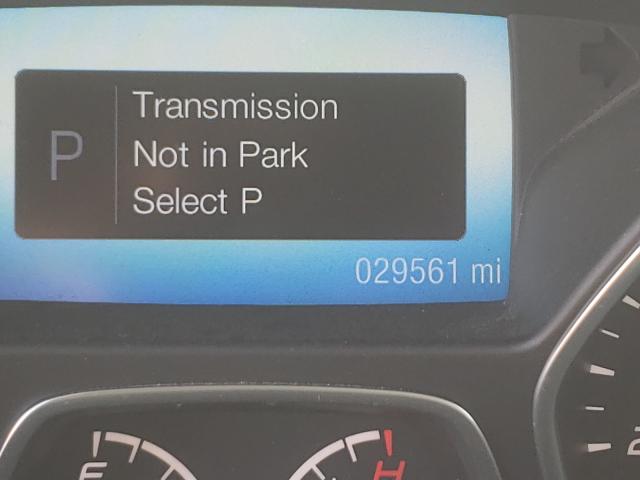 Transmission
P
Not in Park
Select P
029561 mi
F
H